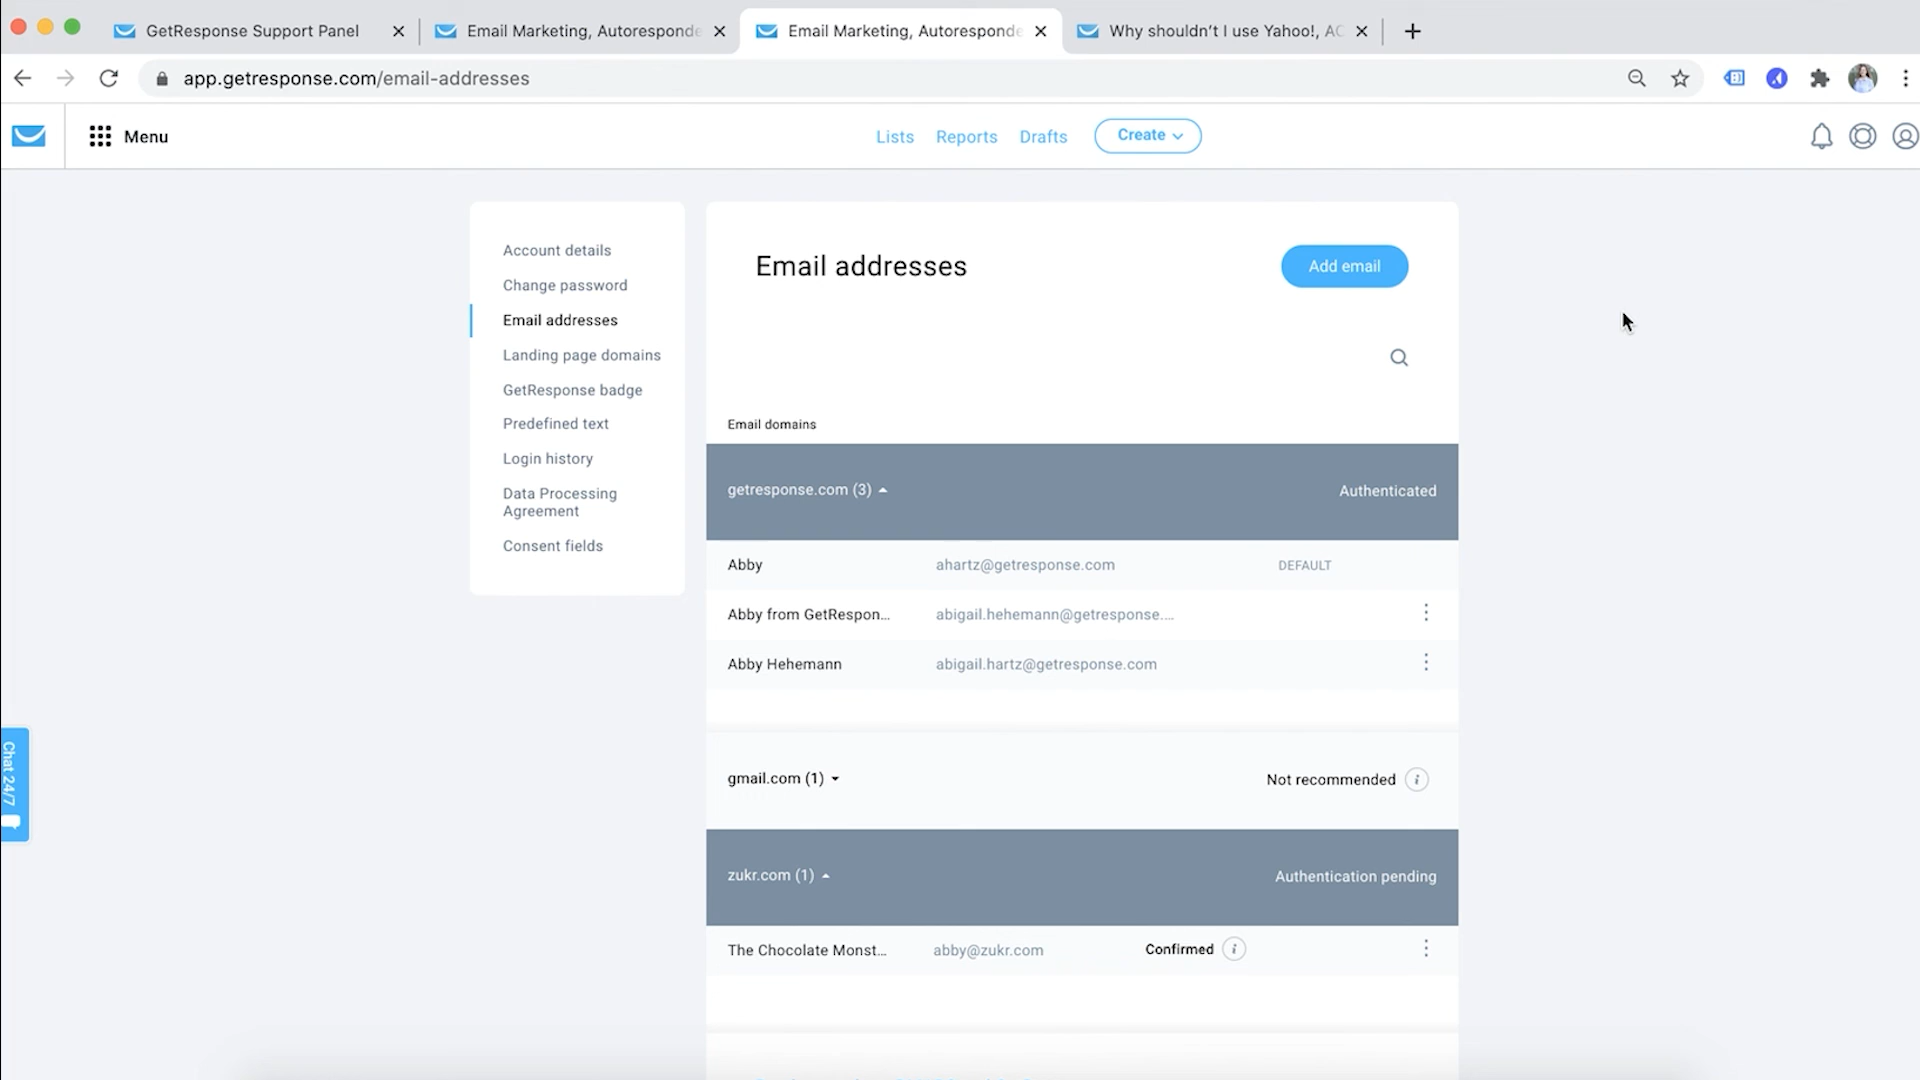 GetResponse Support Panel
Email Marketing, Autoresponde
Email Marketing, Autoresponde
Why shouldn't I use Yahoo!, AO
app.getresponse.com/email-addresses
Menu
Lists
Reports
Drafts
Create
Account details
Change password
Email addresses
Landing page domains
GetResponse badge
Predefined text
Login history
Data Processing
Agreement
Consent fields
Email addresses
Add email
Email domains
getresponse.com (3)
Authenticated
Abby
ahartz@getresponse.com
DEFAULT
Abby from GetRespon...
abigail.hehemann@getresponse....
Abby Hehemann
abigail.hartz@getresponse.com
gmail.com (1)
Not recommended
zukr.com (1)
Authentication pending
The Chocolate Monst...
abby@zukr.com
Confirmed
Chat 24/7